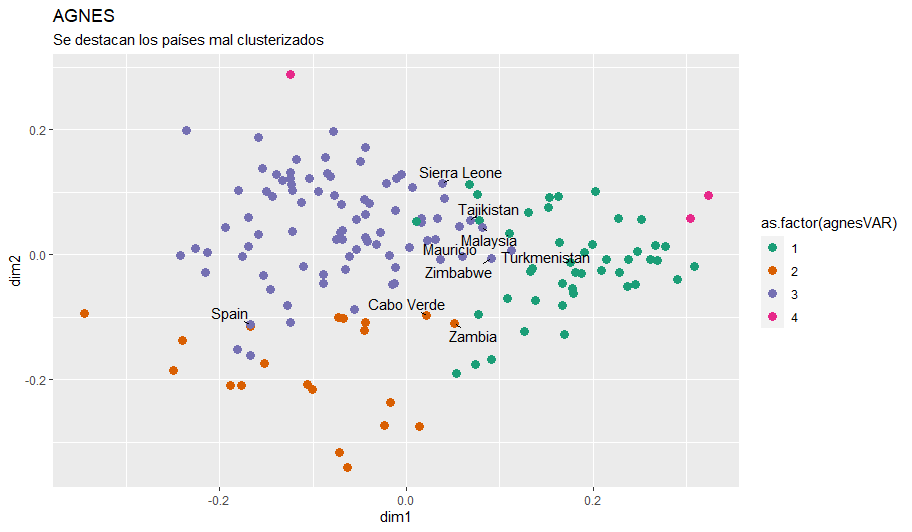 AGNES
Se destacan los países mal clusterizados
0.2
0.0
-0.2
dim2
Sierra Leone
Tajikistan
Malaysia
Mauricio
Turkmenistan
Zimbabwe
Cabo Verde
Spain
Zambia
-0.2
0.0
0.2
dim1
as.factor(agnesVAR)
1
2
3
4